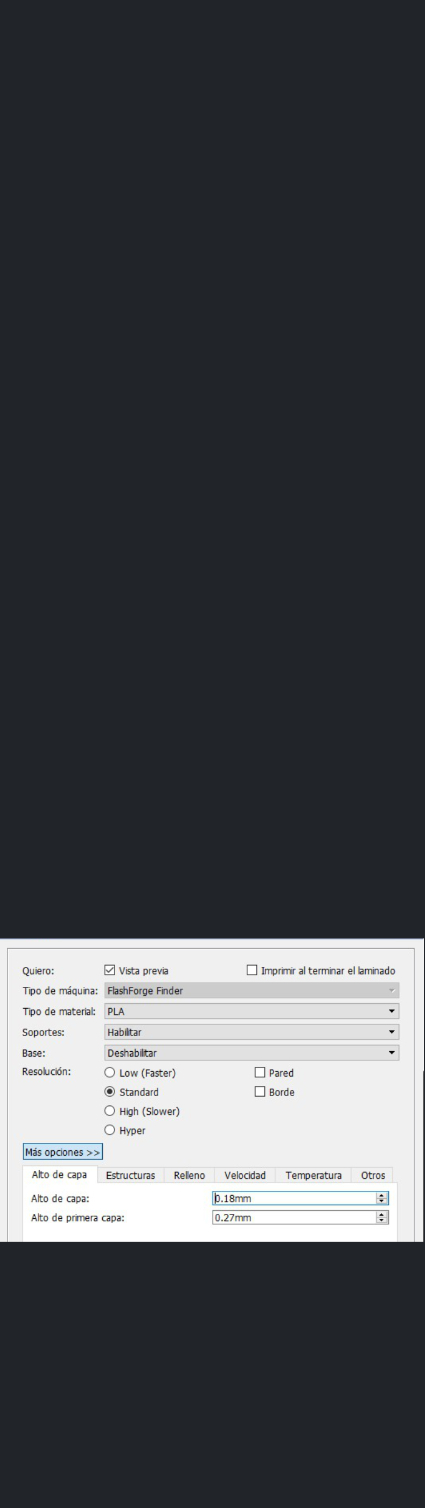 Quiero: Vista previa Imprimir al terminar el laminado
Tipo de máquina: FlashForge Finder
Tipo de material: PLA
Soportes: Habilitar
Base: Deshabilitar
Resolución: Low (Faster) Pared
Standard Borde
High (Slower)
Hyper
Más opciones >>
Alto de capa Estructuras Relleno Velocidad Temperatura Otros
Alto de capa: 0.18mm
Alto de primera capa: 0.27mm